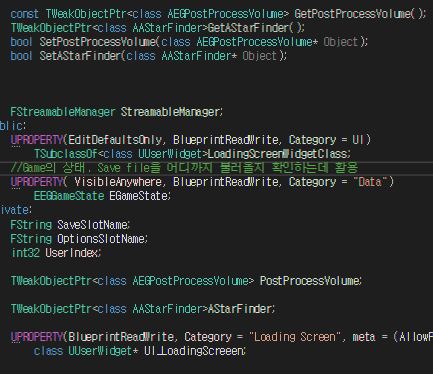 const TWeakObjectPtr<class AEGPostProcessVolume> GetPostProcessVolume();
TWeakObjectPtr<class AAStarFinder>GetAStarFinder();
bool SetPostProcessVolume(class AEGPostProcessVolume* Object);
bool SetAStarFinder(class AAStarFinder* Object);
FStreamableManager StreamableManager;
blic:
UPROPERTY(EditDefaultsOnly, BlueprintReadWrite, Category = UI)
TSubclassOf<class UUserWidget>LoadingScreenWidgetClass;
//Game의 상태, Save file을 어디까지 불러올지 확인하는데 활용
UPROPERTY( VisibleAnywhere, BlueprintReadWrite, Category = "Data")
EEGGameState EGameState;
ivate:
FString SaveSlotName;
FString OptionsSlotName;
int32 UserIndex;
TWeakObjectPtr<class AEGPostProcessVolume> PostProcessVolume;
TWeakObjectPtr<class AAStarFinder>AStarFinder;
UPROPERTY(BlueprintReadWrite, Category = "Loading Screen", meta = (AllowP
class UUserWidget* UI_LoadingScreeen;